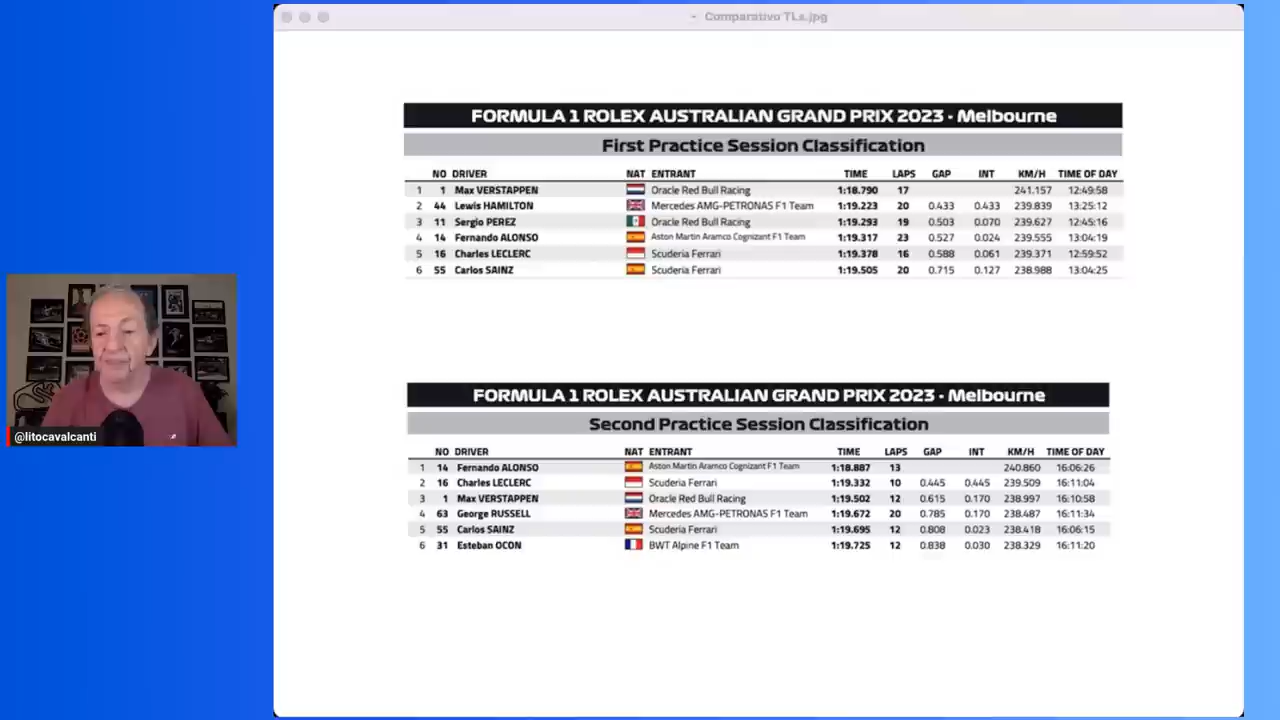 Comparativo TLs.jpg
FORMULA 1 ROLEX AUSTRALIAN GRAND PRIX 2023 - Melbourne
First Practice Session Classification
NO DRIVER NAT ENTRANT TIME LAPS GAP INT KM/H TIME OF DAY
1 1 Max VERSTAPPEN Oracle Red Bull Racing 1:18.790 17 241.157 12:49:58
2 44 Lewis HAMILTON Mercedes AMG-PETRONAS F1 Team 1:19.223 20 0.433 0.433 239.839 13:25:12
3 11 Sergio PEREZ Oracle Red Bull Racing 1:19.293 19 0.503 0.070 239.627 12:45:16
4 14 Fernando ALONSO Aston Martin Aramco Cognizant F1 Team 1:19.317 23 0.527 0.024 239.555 13:04:19
5 16 Charles LECLERC Scuderia Ferrari 1:19.378 16 0.588 0.061 239.371 12:59:52
6 55 Carlos SAINZ Scuderia Ferrari 1:19.505 20 0.715 0.127 238.988 13:04:25
FORMULA 1 ROLEX AUSTRALIAN GRAND PRIX 2023 - Melbourne
Second Practice Session Classification
NO DRIVER NAT ENTRANT TIME LAPS GAP INT KM/H TIME OF DAY
1 14 Fernando ALONSO Aston Martin Aramco Cognizant F1 Team 1:18.887 13 240.860 16:06:26
2 16 Charles LECLERC Scuderia Ferrari 1:19.332 10 0.445 0.445 239.509 16:11:04
3 1 Max VERSTAPPEN Oracle Red Bull Racing 1:19.502 12 0.615 0.170 238.997 16:10:58
4 63 George RUSSELL Mercedes AMG-PETRONAS F1 Team 1:19.672 20 0.785 0.170 238.487 16:11:34
5 55 Carlos SAINZ Scuderia Ferrari 1:19.695 12 0.808 0.023 238.418 16:06:15
6 31 Esteban OCON BWT Alpine F1 Team 1:19.725 12 0.838 0.030 238.329 16:11:20
@litocavalcanti